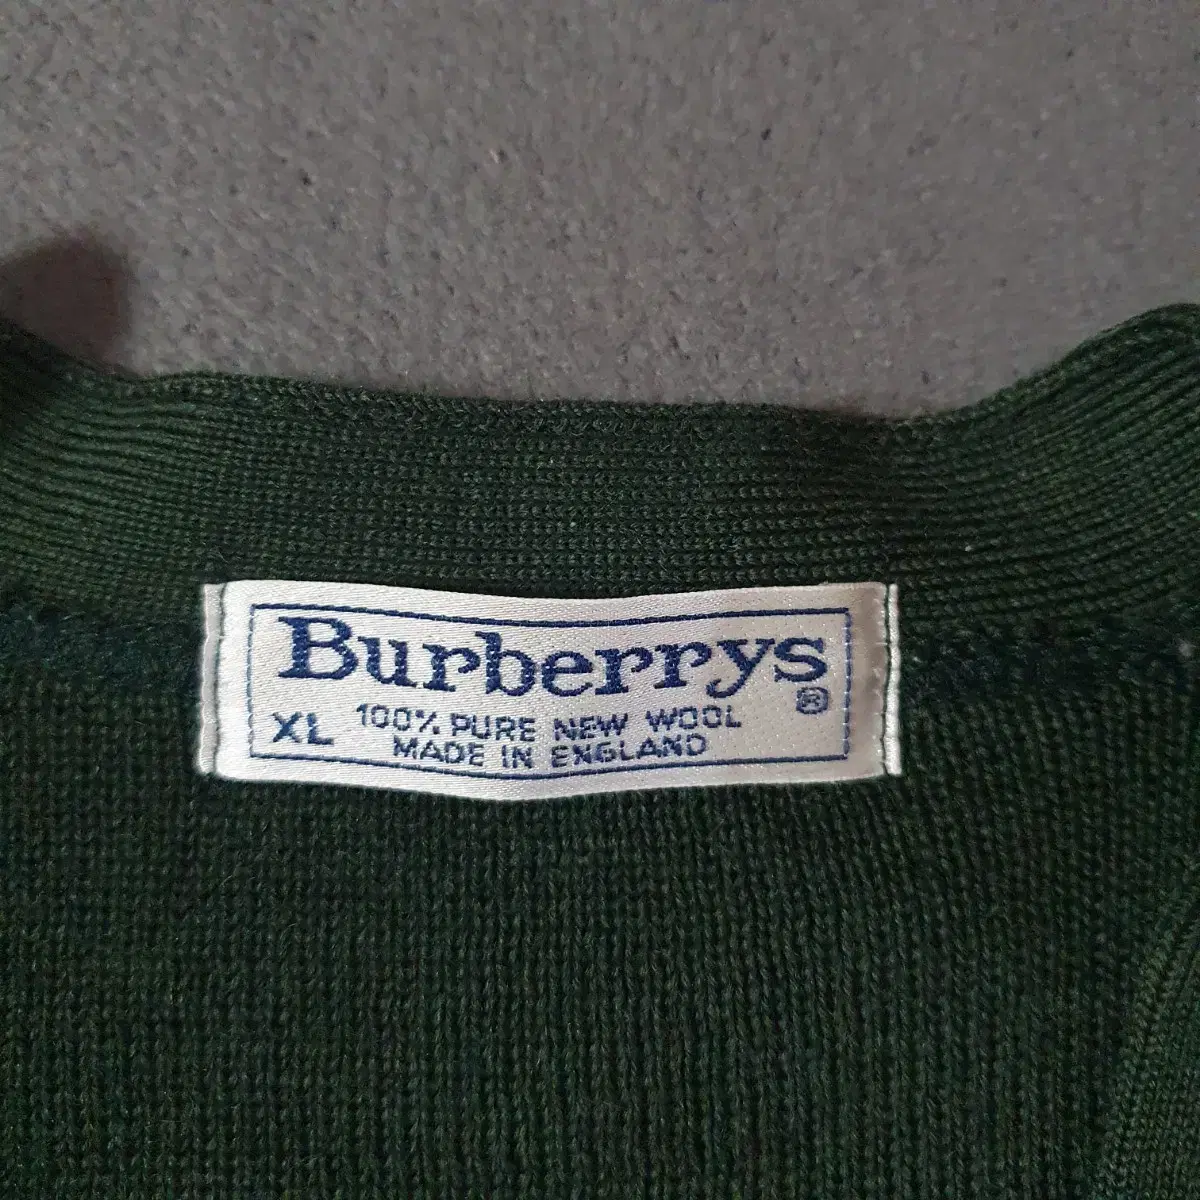 Burberrys
®
XL 100% PURE NEW WOOL
MADE IN ENGLAND